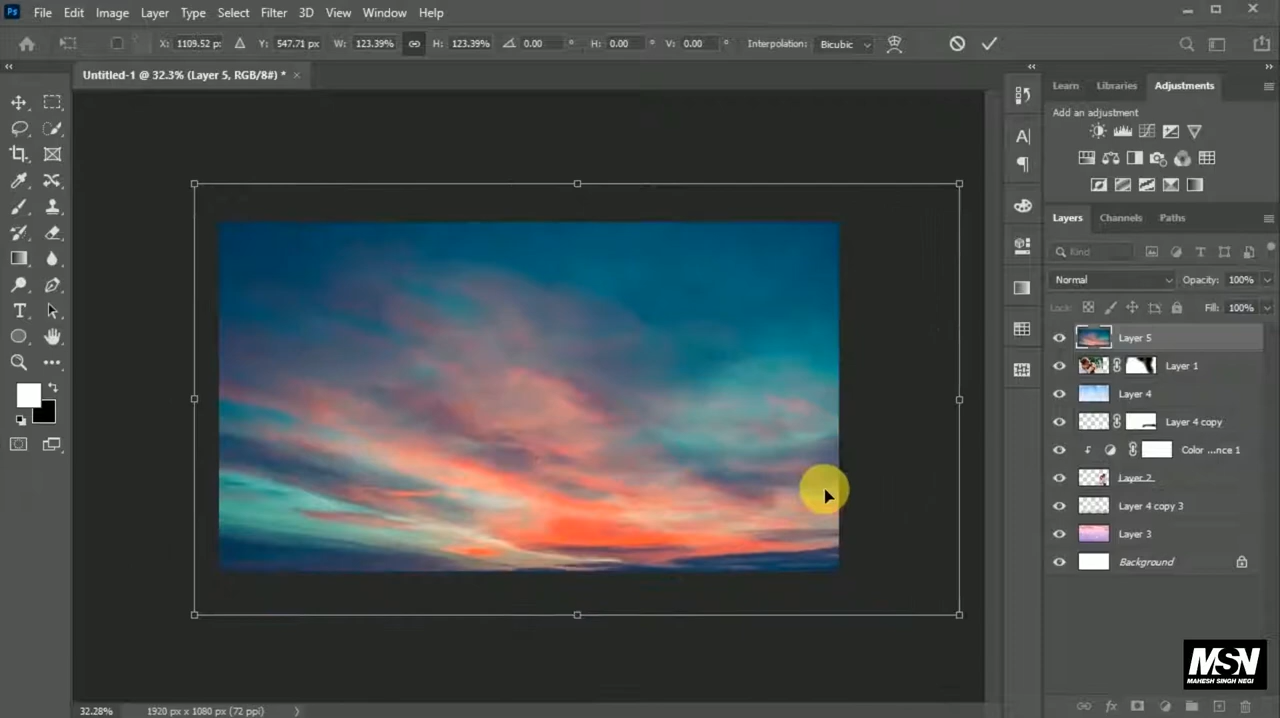 Ps File Edit Image Layer Type Select Filter 3D View Window Help
X: 1109.52 px Y: 547.71 px W: 123.39% H: 123.39% 0.00 ° H: 0.00 ° V: 0.00 ° Interpolation: Bicubic
Untitled-1 @ 32.3% (Layer 5, RGB/8#) * ×
Learn Libraries Adjustments
Add an adjustment
Layers Channels Paths
Kind
Normal Opacity: 100%
Lock: Fill: 100%
Layer 5
Layer 1
Layer 4
Layer 4 copy
Color ...nce 1
Layer 2
Layer 4 copy 3
Layer 3
Background
MSN
MAHESH SINGH NEGI
32.28% 1920 px x 1080 px (72 ppi)